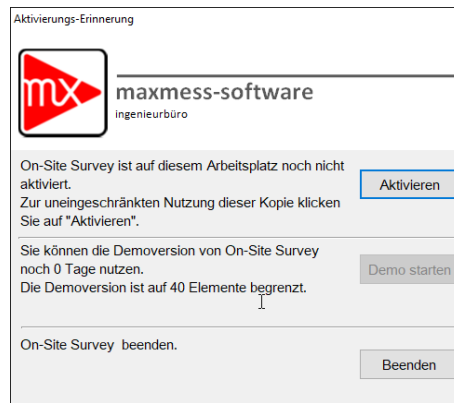 Aktivierungs-Erinnerung
mx
maxmess-software
ingenieurbüro
On-Site Survey ist auf diesem Arbeitsplatz noch nicht
aktiviert.
Zur uneingeschränkten Nutzung dieser Kopie klicken
Sie auf "Aktivieren".
Aktivieren
Sie können die Demoversion von On-Site Survey
noch 0 Tage nutzen.
Die Demoversion ist auf 40 Elemente begrenzt.
Demo starten
On-Site Survey beenden.
Beenden